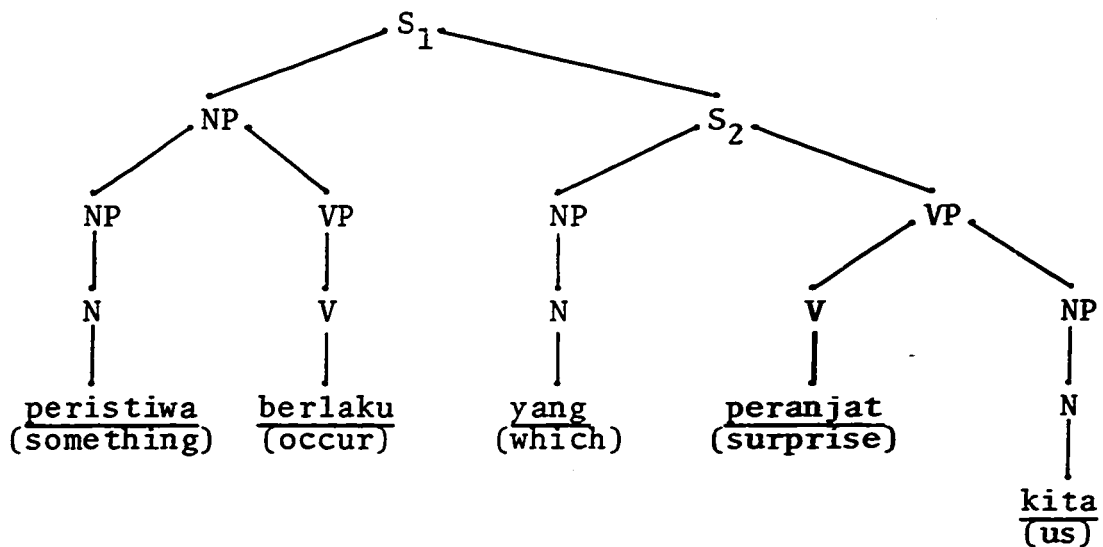 S1
NP S2
NP VP NP VP
N V N V NP
peristiwa berlaku yang peranjat N
(something) (occur) (which) (surprise)
kita
(us)